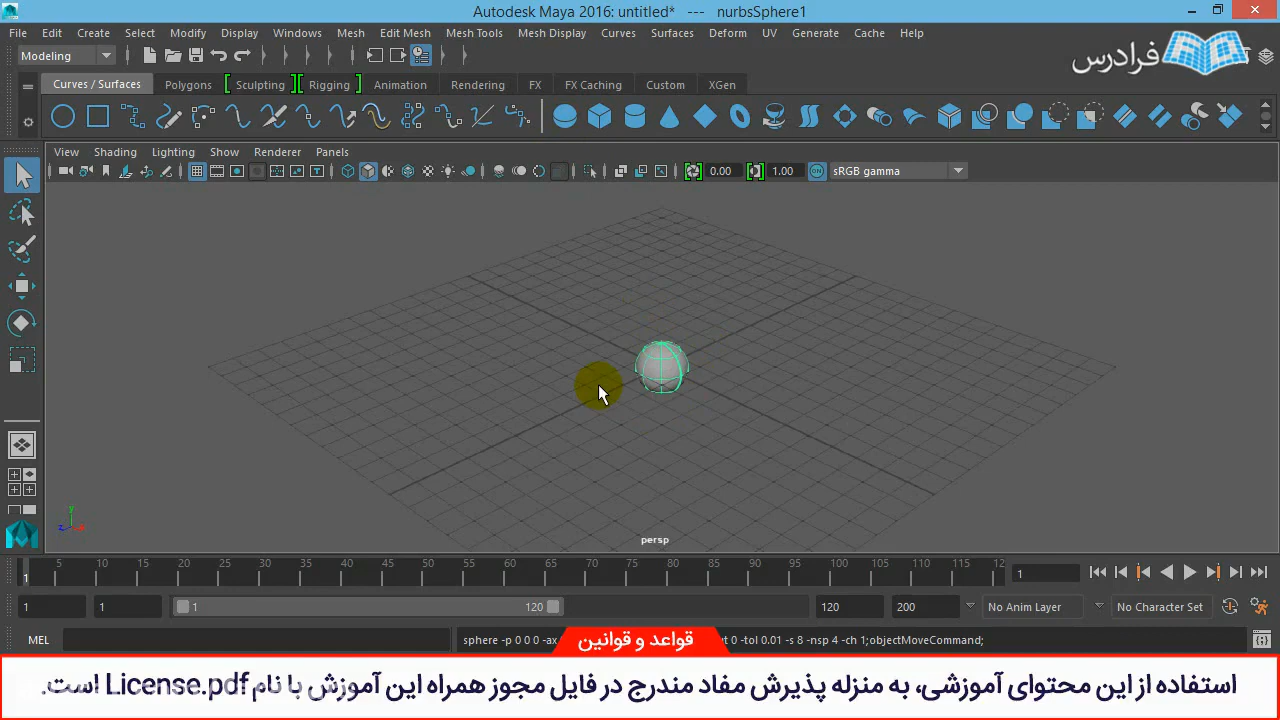 Autodesk Maya 2016: untitled* --- nurbsSphere1
File Edit Create Select Modify Display Windows Mesh Edit Mesh Mesh Tools Mesh Display Curves Surfaces Deform UV Generate Cache Help
Modeling
فرادرس
Curves / Surfaces Polygons Sculpting Rigging Animation Rendering FX FX Caching Custom XGen
View Shading Lighting Show Renderer Panels
0.00 1.00 ON sRGB gamma
y
z
persp
5 10 15 20 25 30 35 40 45 50 55 60 65 70 75 80 85 90 95 100 105 110 115 12
1 1
1 1 1 120 120 200 No Anim Layer No Character Set
MEL sphere -p 0 0 0 -ax ut 0 -tol 0.01 -s 8 -nsp 4 -ch 1;objectMoveCommand;
قواعد و قوانین
استفاده از این محتوای آموزشی، به منزله پذیرش مفاد مندرج در فایل مجوز همراه این آموزش با نام License.pdf است.